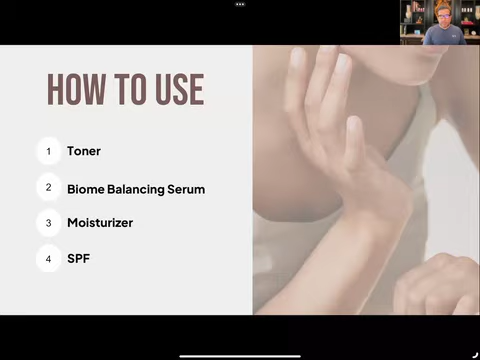 HOW TO USE
1 Toner
2 Biome Balancing Serum
3 Moisturizer
4 SPF